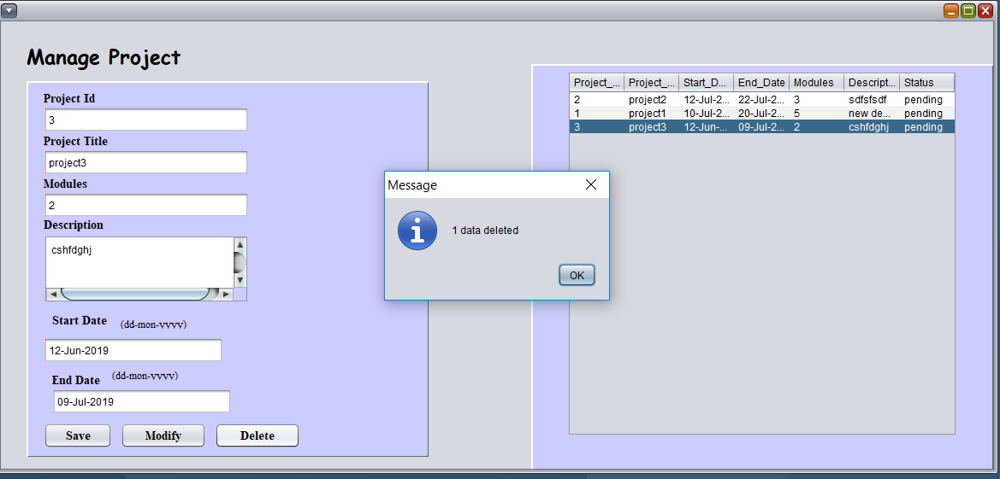 Manage Project
Project Id
3
Project Title
project3
Modules
2
Description
cshfdghj
Start Date (dd-mon-yyyy)
12-Jun-2019
End Date (dd-mon-yyyy)
09-Jul-2019
Save Modify Delete
Project_... Project_... Start_D... End_Date Modules Descript... Status
2 project2 12-Jul-2... 22-Jul-2... 3 sdfsfsdf pending
1 project1 10-Jul-2... 20-Jul-2... 5 new de... pending
3 project3 12-Jun-... 09-Jul-2... 2 cshfdghj pending
Message
1 data deleted
OK